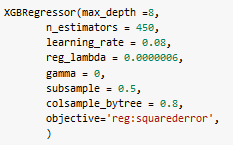 XGBRegressor(max_depth =8,
n_estimators = 450,
learning_rate = 0.08,
reg_lambda = 0.0000006,
gamma = 0,
subsample = 0.5,
colsample_bytree = 0.8,
objective='reg:squarederror',
)